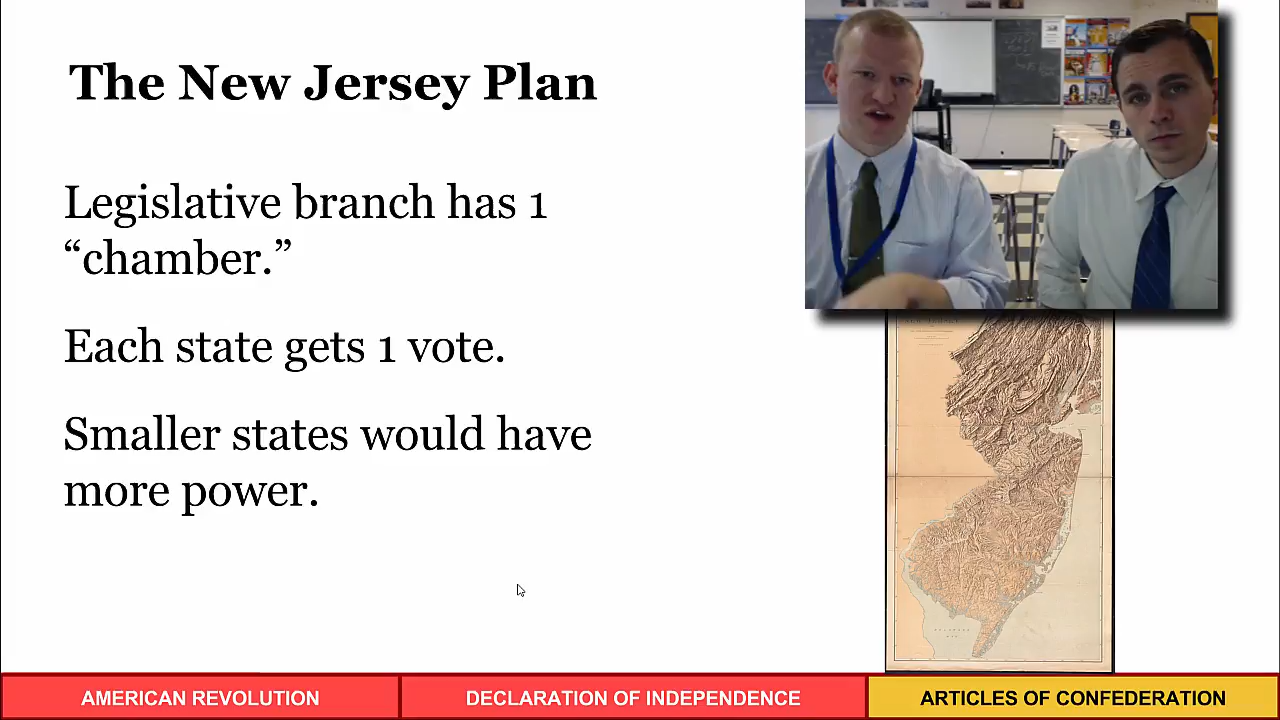 The New Jersey Plan
Legislative branch has 1
“chamber.”
Each state gets 1 vote.
Smaller states would have
more power.
AMERICAN REVOLUTION
DECLARATION OF INDEPENDENCE
ARTICLES OF CONFEDERATION